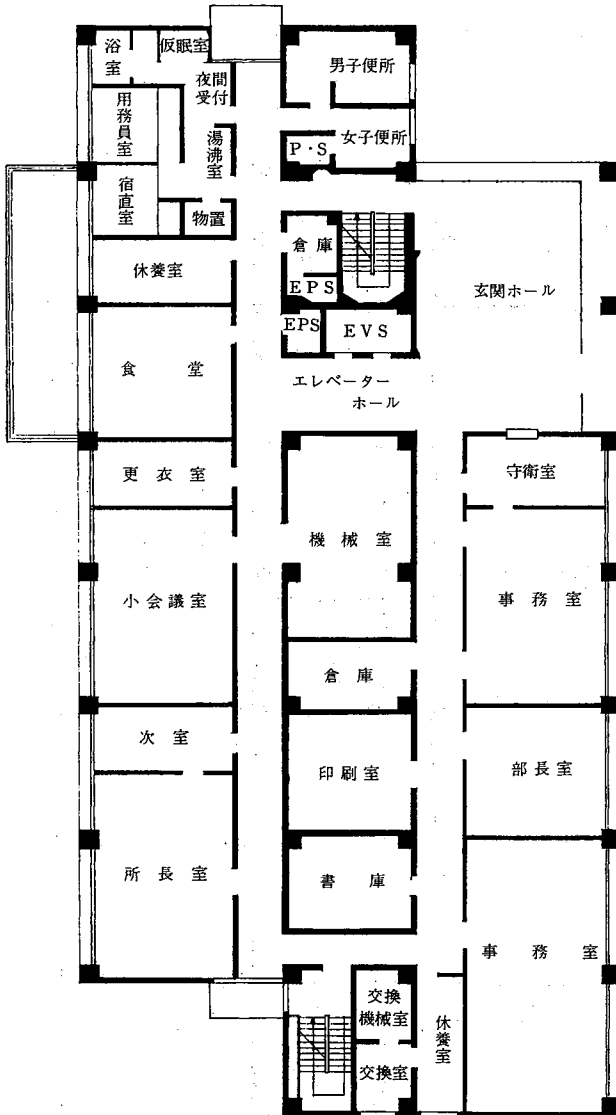 浴室
仮眠室
男子便所
夜間
受付
用務員室
湯沸室
P・S
女子便所
宿直室
物置
倉庫
休養室
EPS
玄関ホール
EPS
EVS
食堂
エレベーター
ホール
更衣室
守衛室
機械室
小会議室
事務室
倉庫
次室
印刷室
部長室
所長室
書庫
事務室
交換
機械室
休養室
交換室